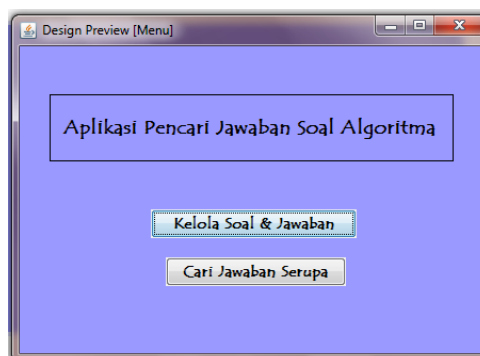 Design Preview [Menu]
Aplikasi Pencari Jawaban Soal Algoritma
Kelola Soal & Jawaban
Cari Jawaban Serupa